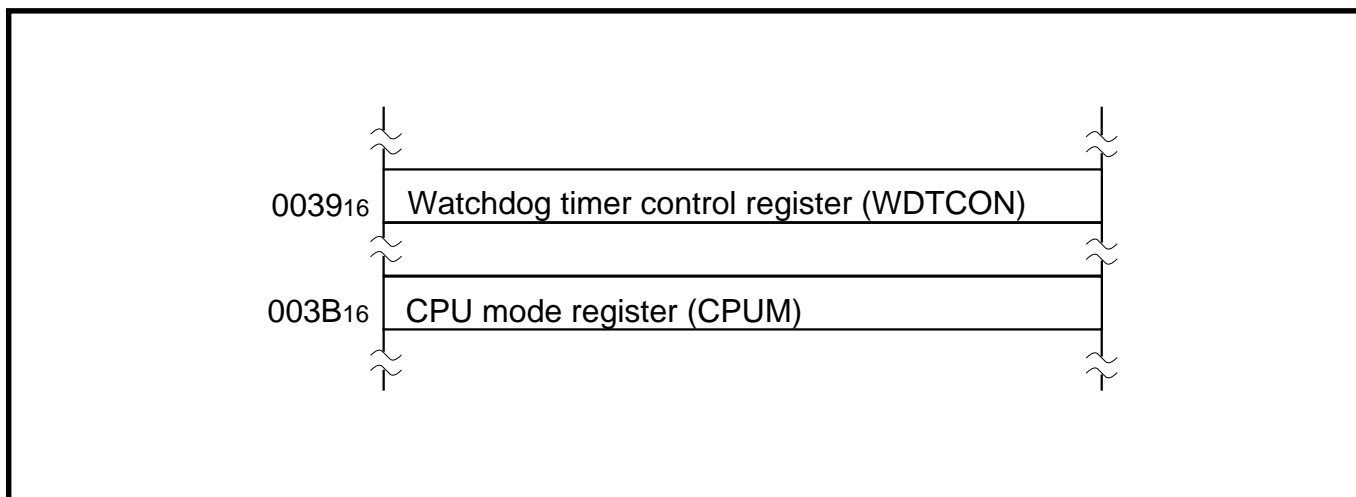 003916 Watchdog timer control register (WDTCON)
003B16 CPU mode register (CPUM)